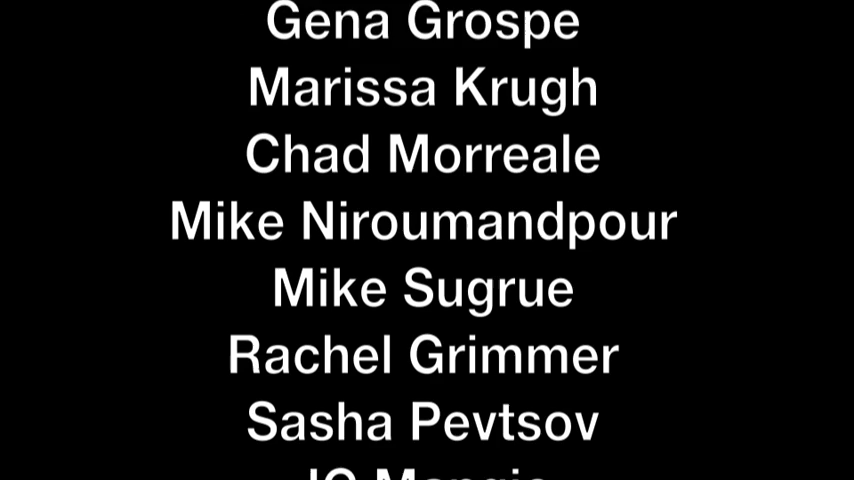 Gena Grospe
Marissa Krugh
Chad Morreale
Mike Niroumandpour
Mike Sugrue
Rachel Grimmer
Sasha Pevtsov